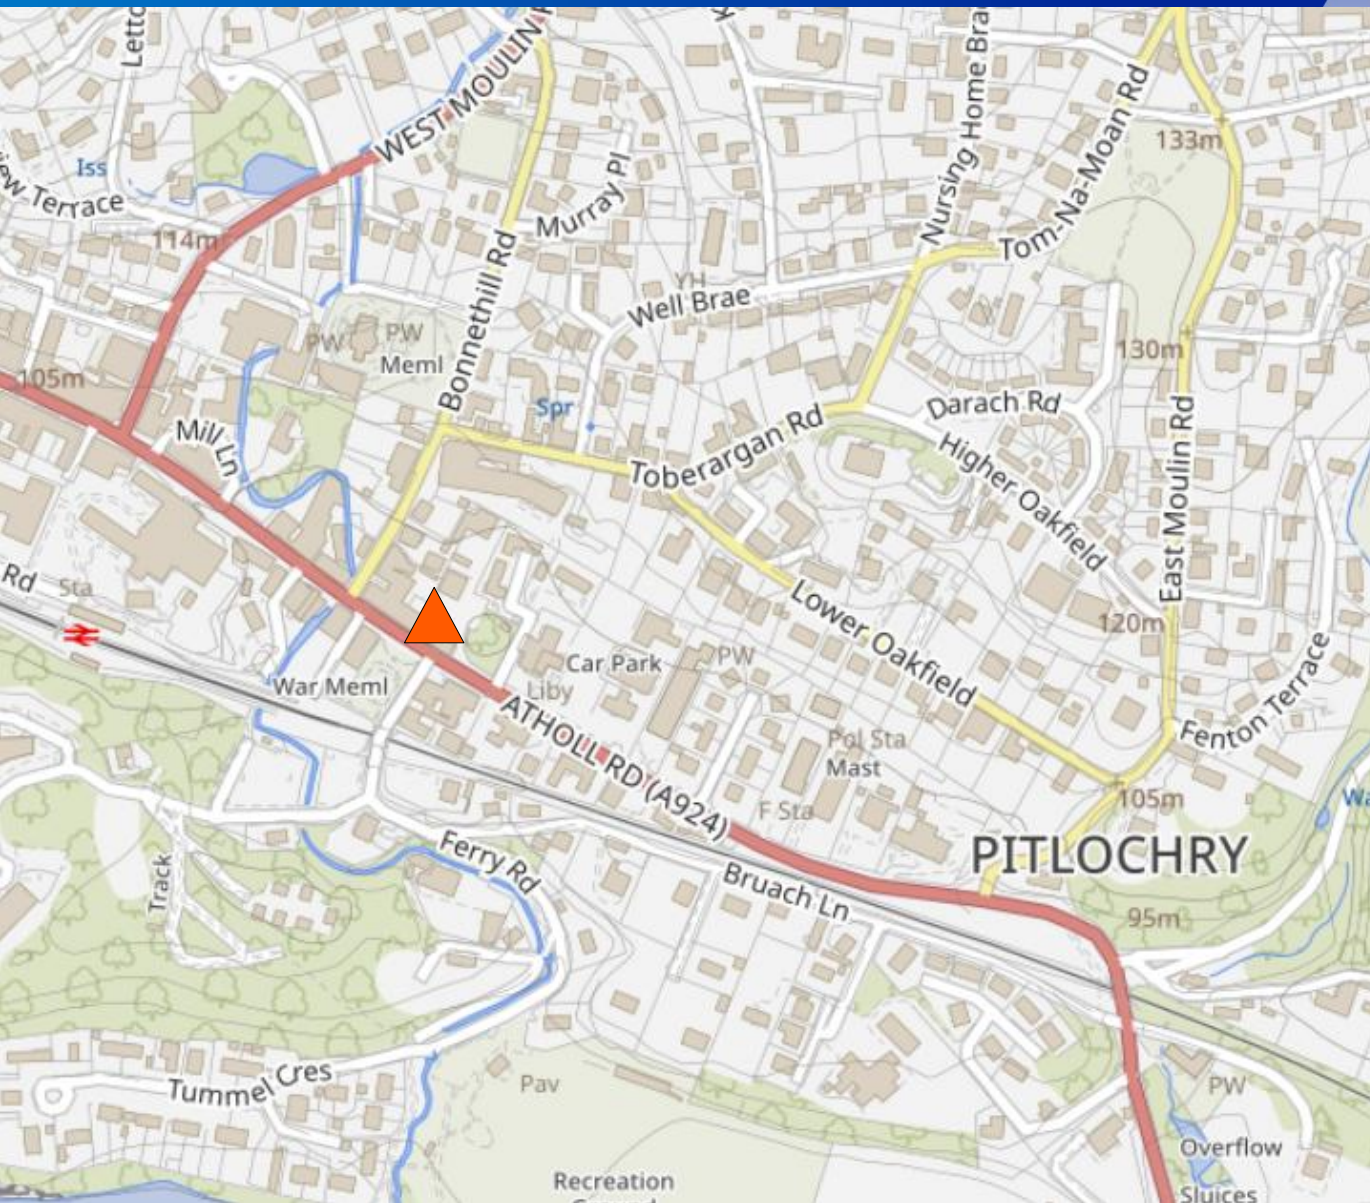 WEST MOULIN
Iss
Terrace
114m
105m
Mill Ln
PW
PW
Meml
Bonnethill Rd
Murray Pl
YH
Well Brae
Spr
Nursing Home Brae
Tom-Na-Moan Rd
133m
130m
Toberargan Rd
Darach Rd
Higher Oakfield
East Moulin Rd
120m
Lower Oakfield
Fenton Terrace
Rd
Sta
War Meml
Car Park
Liby
PW
ATHOLL RD (A924)
Pol Sta
Mast
F Sta
105m
PITLOCHRY
95m
Ferry Rd
Bruach Ln
Track
Tummel Cres
Pav
Recreation
PW
Overflow
Sluices